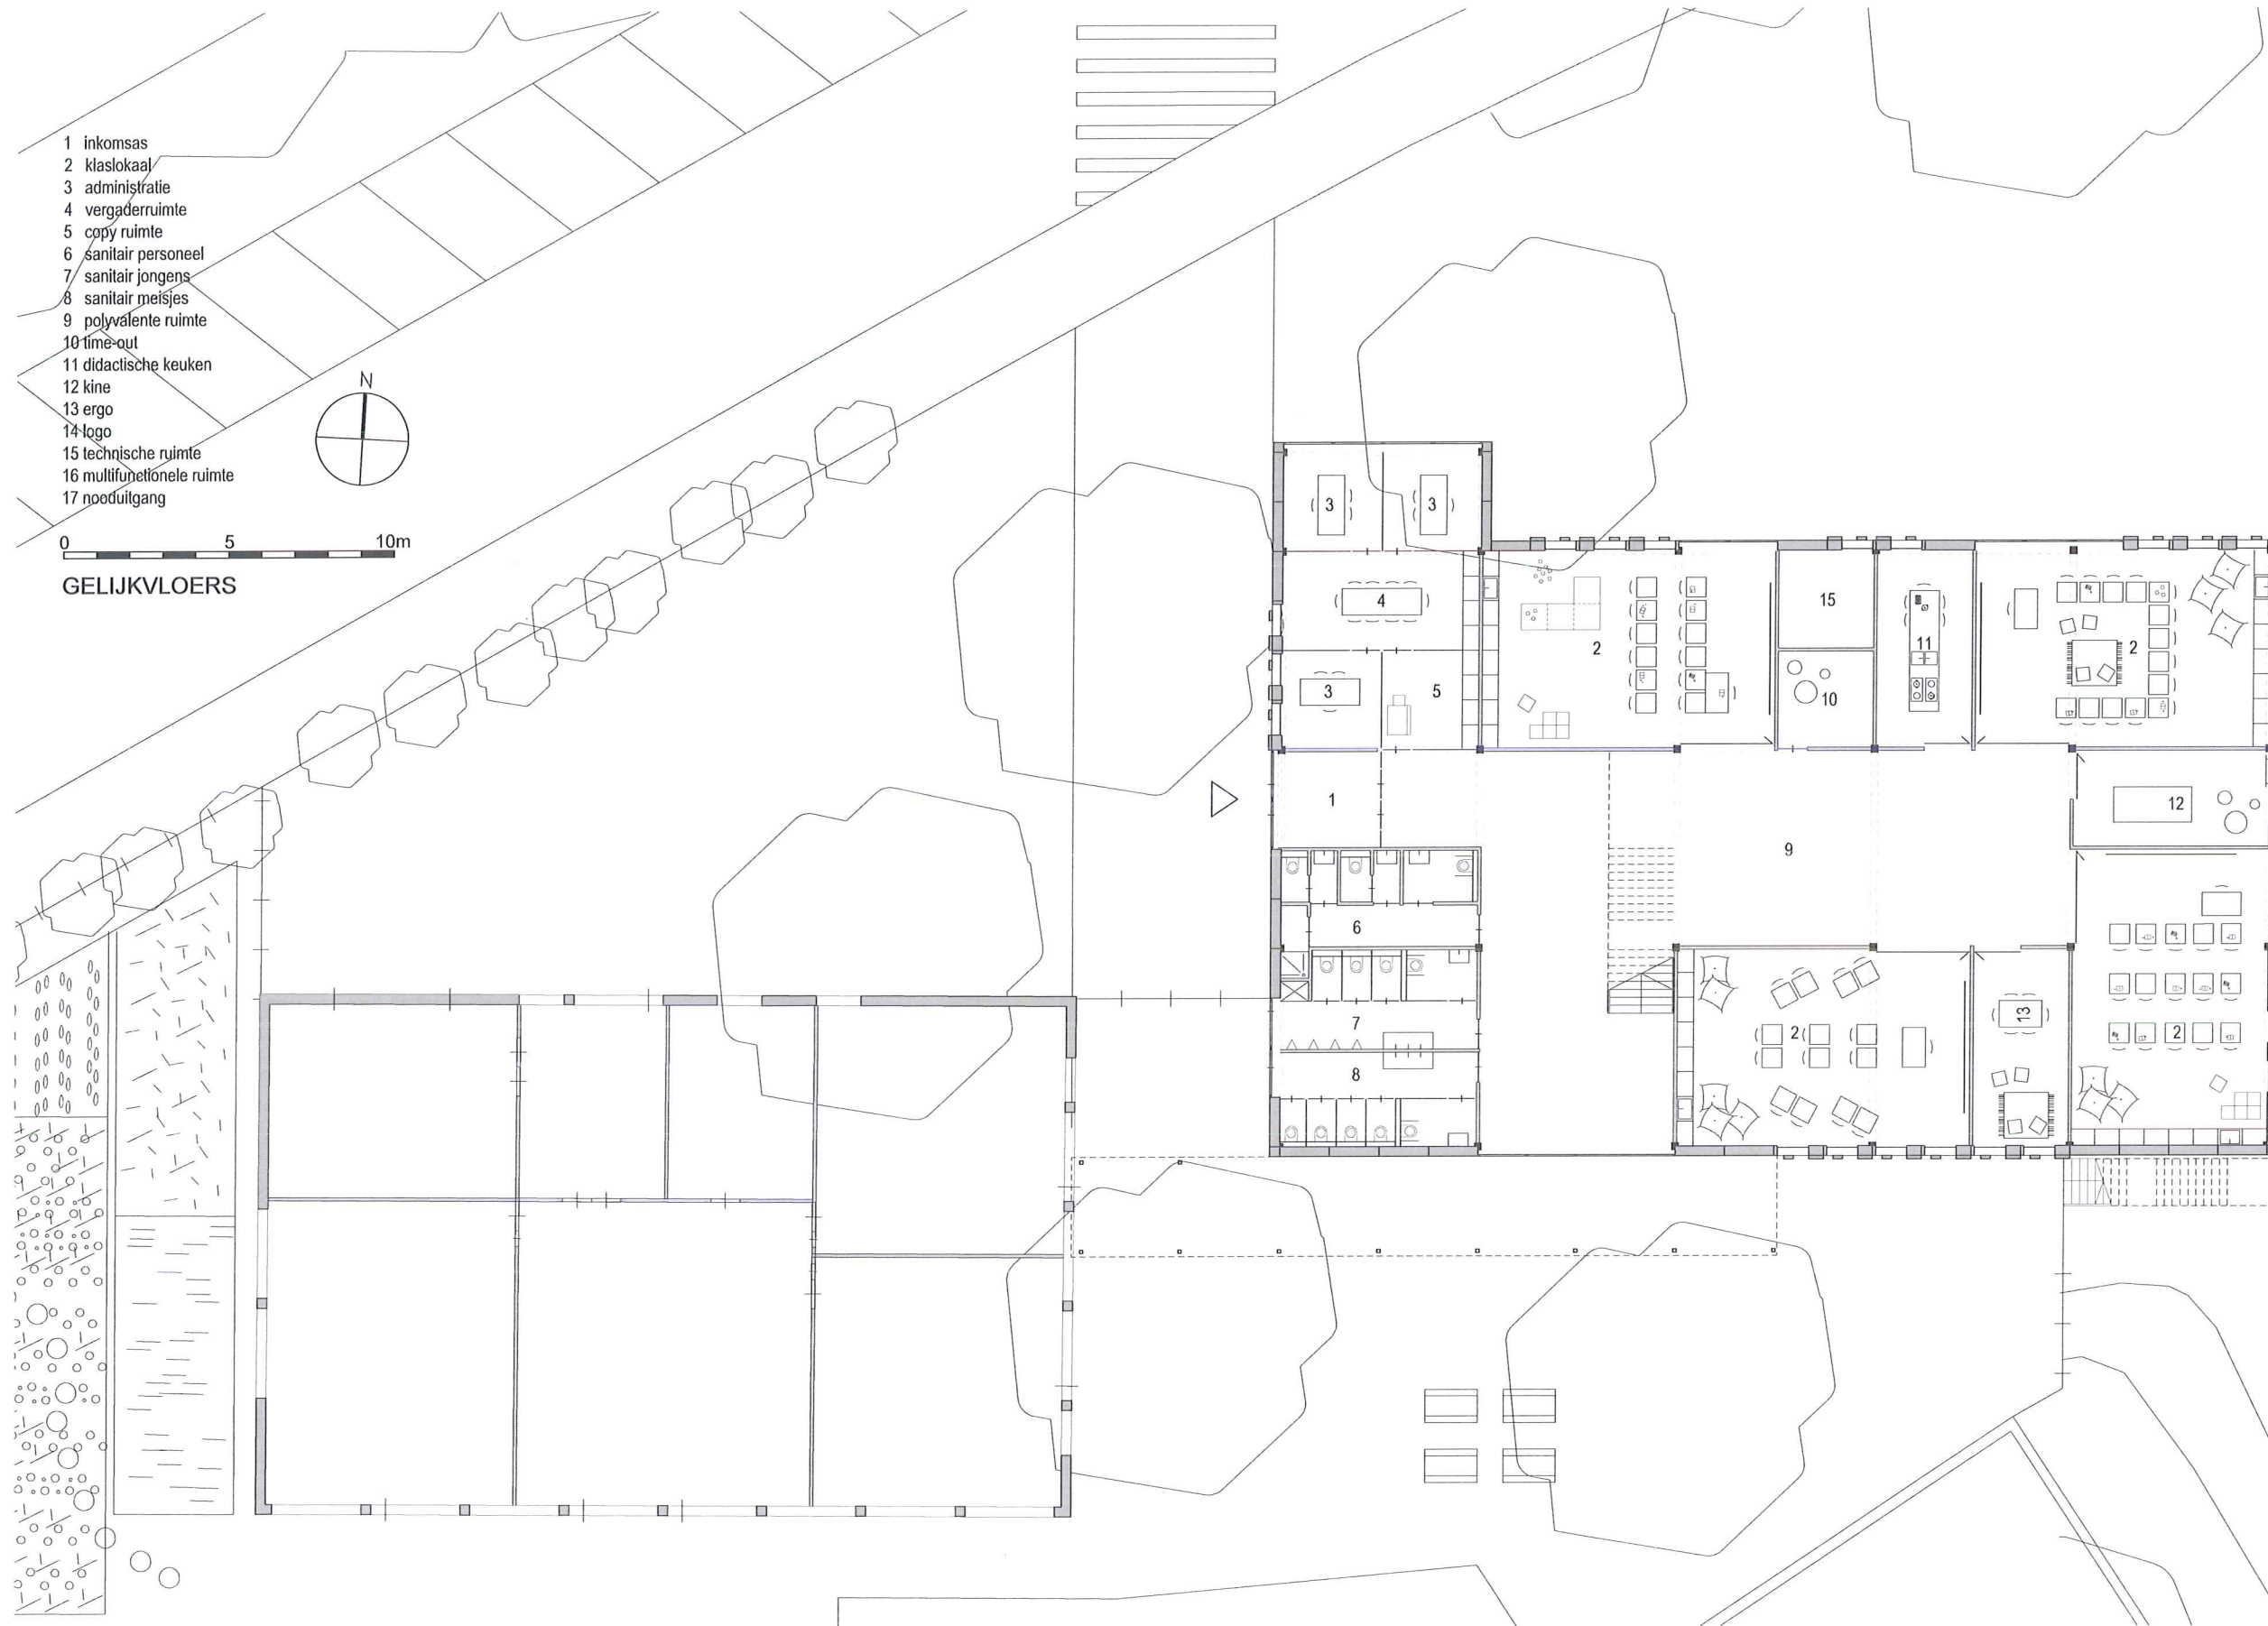 1 inkomsas
2 klaslokaal
3 administratie
4 vergaderruimte
5 copy ruimte
6 sanitair personeel
7 sanitair jongens
8 sanitair meisjes
9 polyvalente ruimte
10 time-out
11 didactische keuken
12 kine
13 ergo
14 logo
15 technische ruimte
16 multifunctionele ruimte
17 nooduitgang
N
0 5 10m
GELIJKVLOERS
3 3
4
2
15
11
2
3
5
10
1
12
9
6
7
2
13
2
8